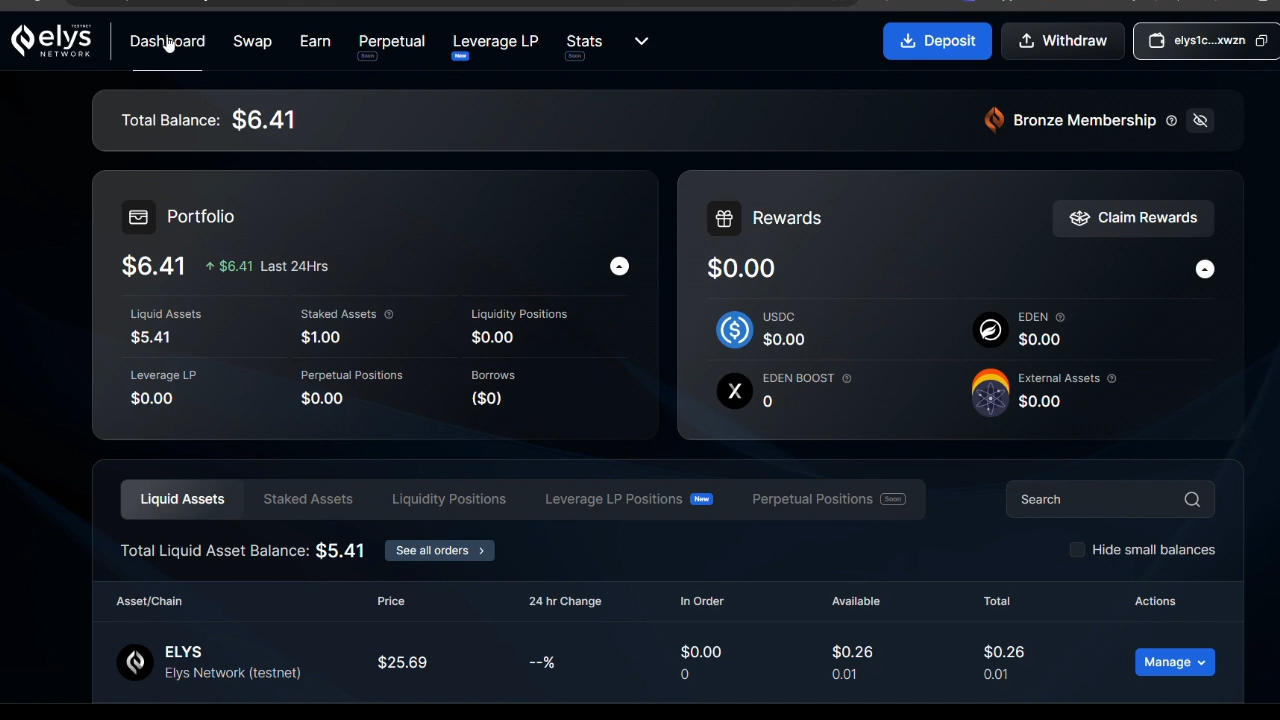 TESTNET
elys
NETWORK
Dashboard Swap Earn Perpetual Leverage LP Stats
Soon New Soon
Deposit Withdraw elys1c...xwzn
Total Balance: $6.41
Bronze Membership
Portfolio
$6.41 $6.41 Last 24Hrs
Liquid Assets Staked Assets Liquidity Positions
$5.41 $1.00 $0.00
Leverage LP Perpetual Positions Borrows
$0.00 $0.00 ($0)
Rewards Claim Rewards
$0.00
USDC EDEN
$0.00 $0.00
EDEN BOOST External Assets
X 0 $0.00
Liquid Assets Staked Assets Liquidity Positions Leverage LP Positions New Perpetual Positions Soon
Search
Total Liquid Asset Balance: $5.41 See all orders >
Hide small balances
Asset/Chain Price 24 hr Change In Order Available Total Actions
ELYS $0.00 $0.26 $0.26
$25.69 --% Manage
Elys Network (testnet) 0 0.01 0.01